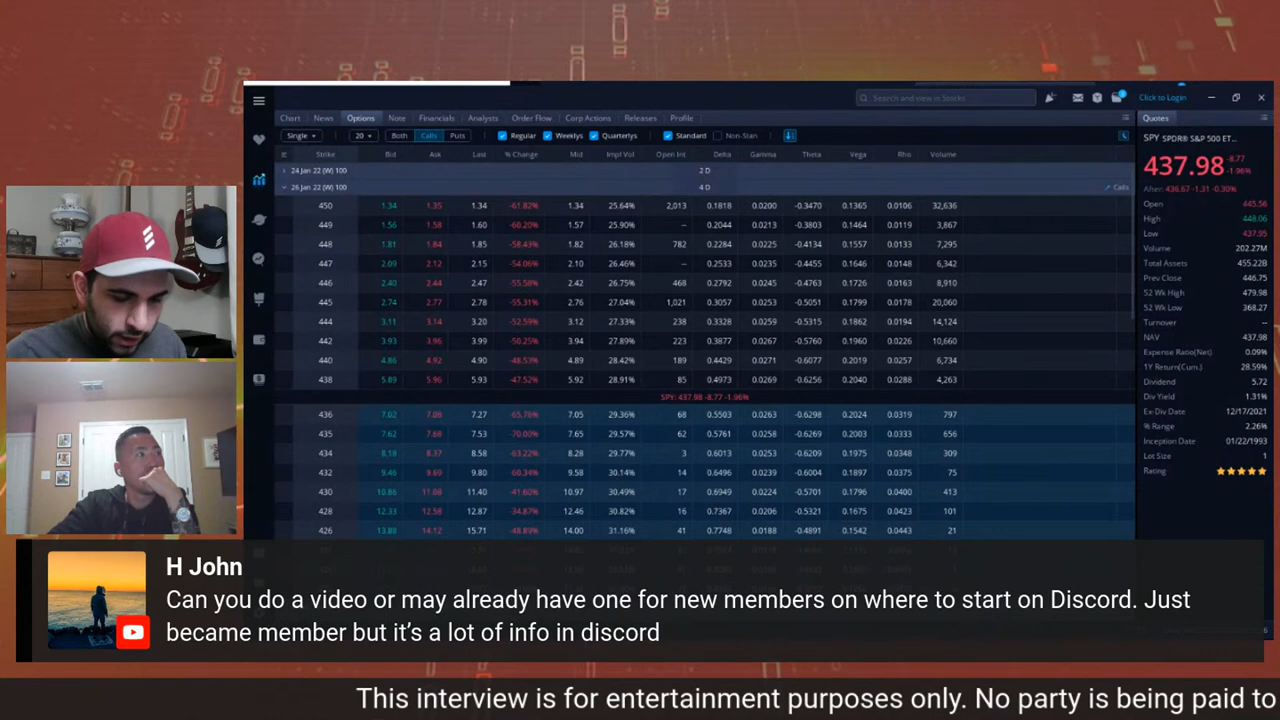 Search and view in Stocks
Click to Login
Chart News Options Note Financials Analysts Order Flow Corp Actions Releases Profile
Quotes
Single 20 Both Calls Puts Regular Weeklys Quarterlys Standard Non-Stan
SPY SPDR® S&P 500 ET...
Strike Bid Ask Last % Change Mid Impl Vol Open Int Delta Gamma Theta Vega Rho Volume
437.98 -8.77 -1.96%
24 Jan 22 (W) 100 2 D
26 Jan 22 (W) 100 4 D Calls
After: 436.67 -1.31 -0.30%
450 1.34 1.35 1.34 -61.82% 1.34 25.64% 2,013 0.1818 0.0200 -0.3470 0.1365 0.0106 32,636
449 1.56 1.58 1.60 -60.20% 1.57 25.90% -- 0.2044 0.0213 -0.3803 0.1464 0.0119 3,867
448 1.81 1.84 1.85 -58.43% 1.82 26.18% 782 0.2284 0.0225 -0.4134 0.1557 0.0133 7,295
447 2.09 2.12 2.15 -54.06% 2.10 26.46% -- 0.2533 0.0235 -0.4455 0.1646 0.0148 6,342
446 2.40 2.44 2.47 -55.58% 2.42 26.75% 468 0.2792 0.0245 -0.4763 0.1726 0.0163 8,910
445 2.74 2.77 2.78 -55.31% 2.76 27.04% 1,021 0.3057 0.0253 -0.5051 0.1799 0.0178 20,060
444 3.11 3.14 3.20 -52.59% 3.12 27.33% 238 0.3328 0.0259 -0.5315 0.1862 0.0194 14,124
442 3.93 3.96 3.99 -50.25% 3.94 27.89% 223 0.3877 0.0267 -0.5760 0.1960 0.0226 10,660
440 4.86 4.92 4.90 -48.53% 4.89 28.42% 189 0.4429 0.0271 -0.6077 0.2019 0.0257 6,734
438 5.89 5.96 5.93 -47.52% 5.92 28.91% 85 0.4973 0.0269 -0.6256 0.2040 0.0288 4,263
SPY: 437.98 -8.77 -1.96%
436 7.02 7.08 7.27 -65.76% 7.05 29.36% 68 0.5503 0.0263 -0.6298 0.2024 0.0319 797
435 7.62 7.68 7.53 -70.00% 7.65 29.57% 62 0.5761 0.0258 -0.6269 0.2003 0.0333 656
434 8.18 8.37 8.58 -63.22% 8.28 29.77% 3 0.6013 0.0253 -0.6209 0.1975 0.0348 309
432 9.46 9.69 9.80 -60.34% 9.58 30.14% 14 0.6496 0.0239 -0.6004 0.1897 0.0375 75
430 10.86 11.08 11.40 -41.60% 10.97 30.49% 17 0.6949 0.0224 -0.5701 0.1796 0.0400 413
428 12.33 12.58 12.87 -34.87% 12.46 30.82% 16 0.7367 0.0206 -0.5321 0.1675 0.0423 101
426 13.88 14.12 15.71 -48.89% 14.00 31.16% 41 0.7748 0.0188 -0.4891 0.1542 0.0443 21
Open 445.56
High 448.06
Low 437.95
Volume 202.27M
Total Assets 455.22B
Prev Close 446.75
52 Wk High 479.98
52 Wk Low 368.27
Turnover --
NAV 437.98
Expense Ratio(Net) 0.09%
1Y Return(Cum.) 28.59%
Dividend 5.72
Div Yield 1.31%
Ex-Div Date 12/17/2021
% Range 2.26%
Inception Date 01/22/1993
Lot Size 1
Rating
H John
Can you do a video or may already have one for new members on where to start on Discord. Just
became member but it's a lot of info in discord
This interview is for entertainment purposes only. No party is being paid to